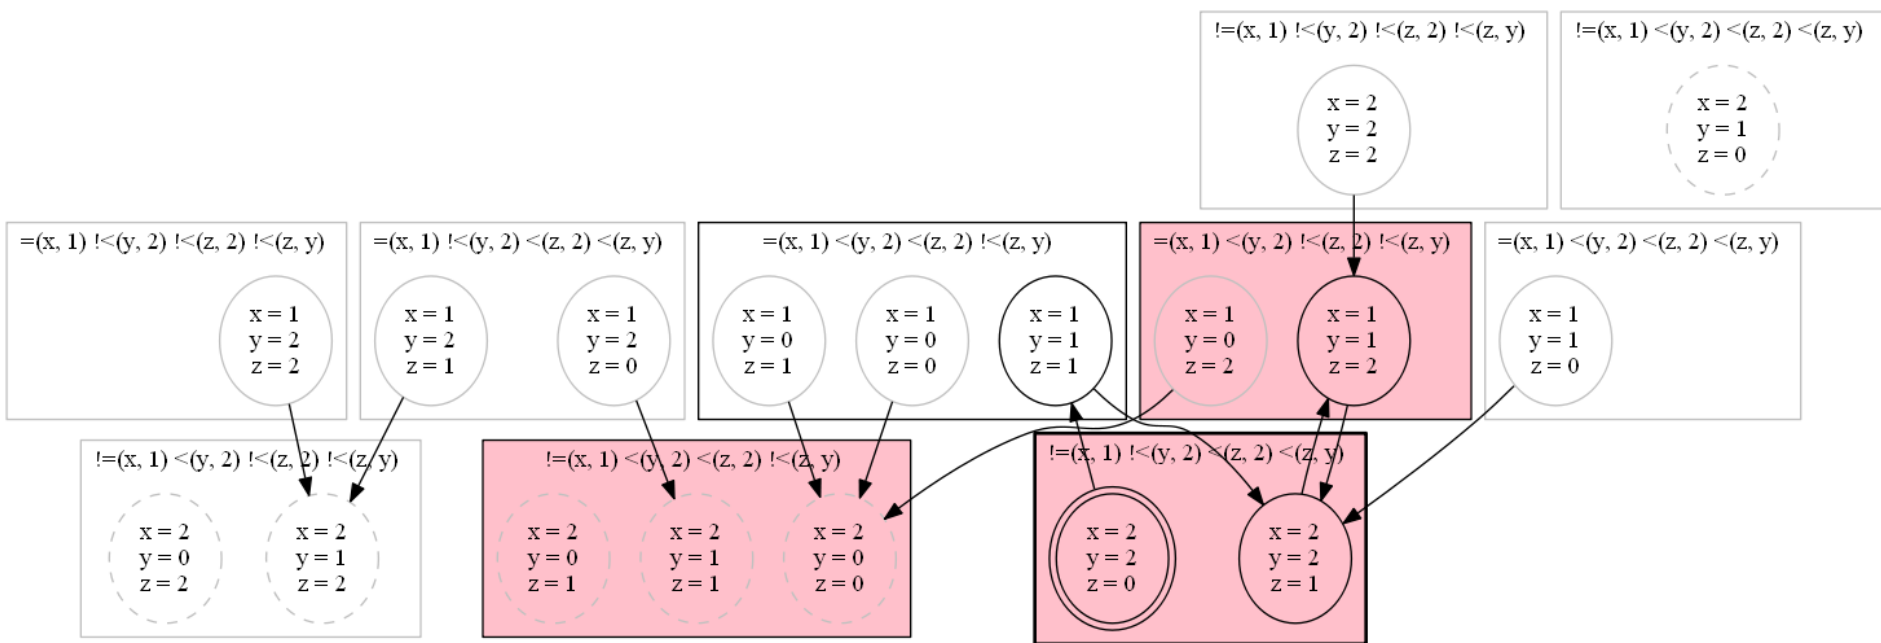 !=(x, 1) !<(y, 2) !<(z, 2) !<(z, y)
x = 2
y = 2
z = 2
!=(x, 1) <(y, 2) <(z, 2) <(z, y)
x = 2
y = 1
z = 0
=(x, 1) !<(y, 2) !<(z, 2) !<(z, y)
x = 1
y = 2
z = 2
=(x, 1) !<(y, 2) <(z, 2) <(z, y)
x = 1
y = 2
z = 1
x = 1
y = 2
z = 0
=(x, 1) <(y, 2) <(z, 2) !<(z, y)
x = 1
y = 0
z = 1
x = 1
y = 0
z = 0
x = 1
y = 1
z = 1
=(x, 1) <(y, 2) !<(z, 2) !<(z, y)
x = 1
y = 0
z = 2
x = 1
y = 1
z = 2
=(x, 1) <(y, 2) <(z, 2) <(z, y)
x = 1
y = 1
z = 0
!=(x, 1) <(y, 2) !<(z, 2) !<(z, y)
x = 2
y = 0
z = 2
x = 2
y = 1
z = 2
!=(x, 1) <(y, 2) <(z, 2) !<(z, y)
x = 2
y = 0
z = 1
x = 2
y = 1
z = 1
x = 2
y = 0
z = 0
!=(x, 1) !<(y, 2) <(z, 2) <(z, y)
x = 2
y = 2
z = 0
x = 2
y = 2
z = 1